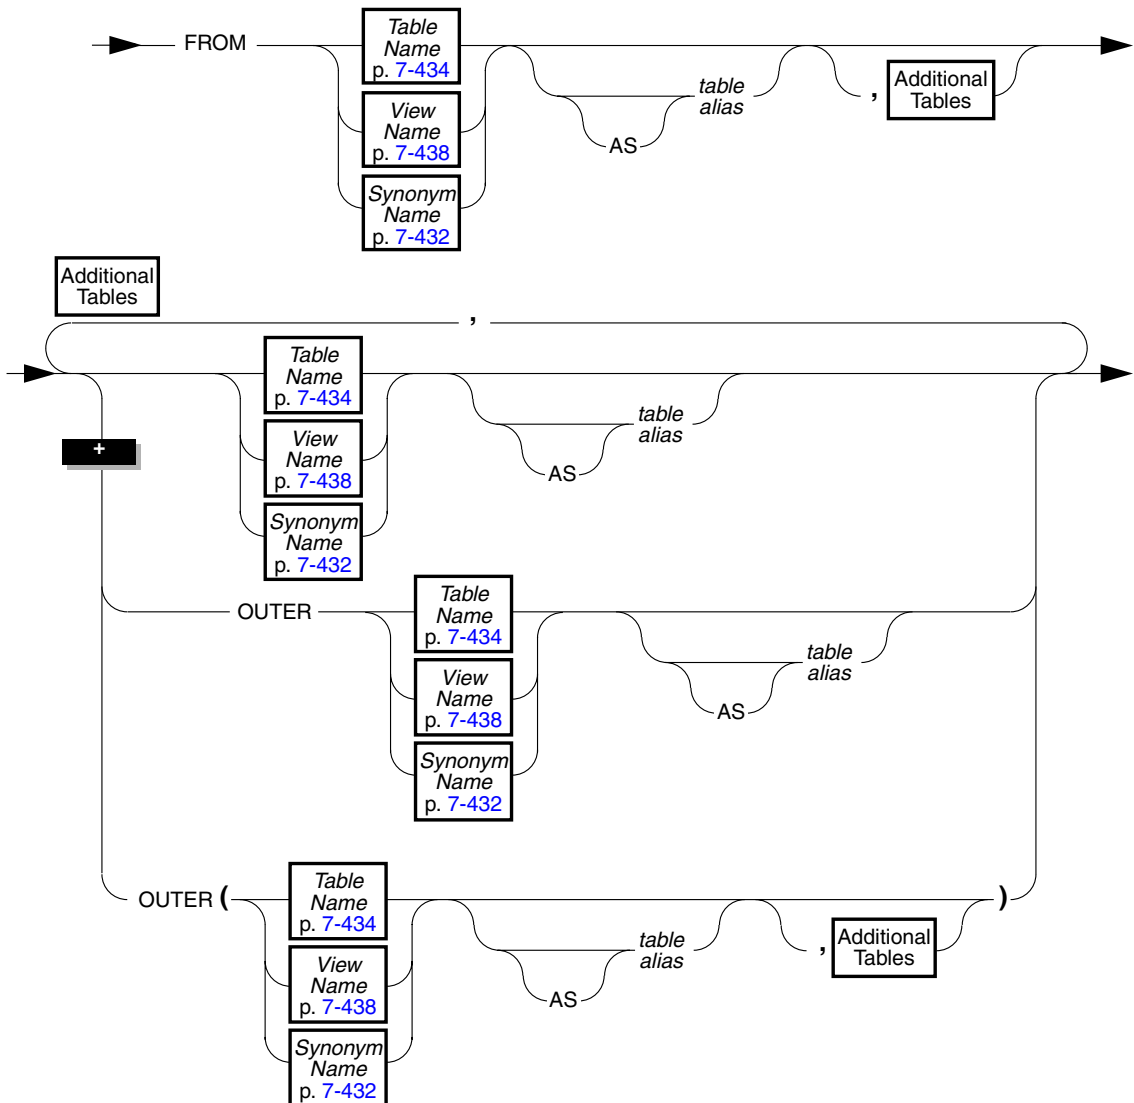 FROM
Table
Name
p. 7-434
View
Name
p. 7-438
Synonym
Name
p. 7-432
AS
table
alias
,
Additional
Tables
Additional
Tables
,
+
Table
Name
p. 7-434
View
Name
p. 7-438
Synonym
Name
p. 7-432
AS
table
alias
OUTER
Table
Name
p. 7-434
View
Name
p. 7-438
Synonym
Name
p. 7-432
AS
table
alias
OUTER (
Table
Name
p. 7-434
View
Name
p. 7-438
Synonym
Name
p. 7-432
AS
table
alias
,
Additional
Tables
)